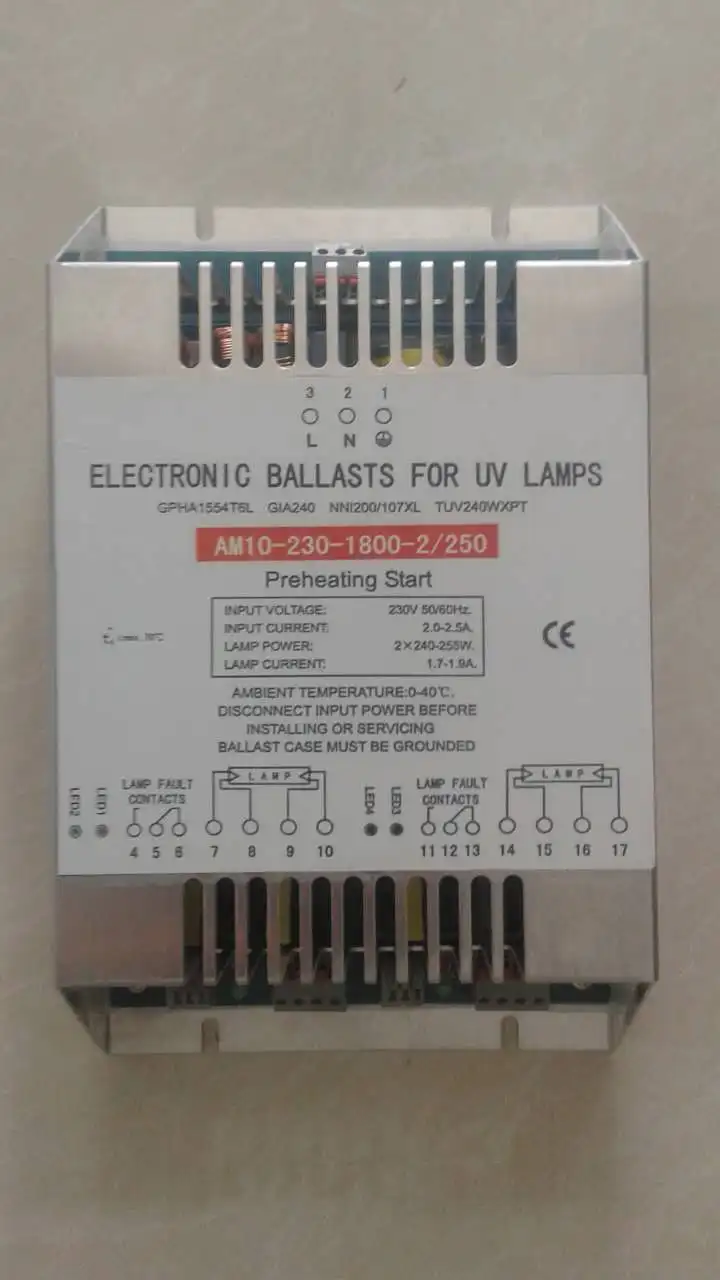 3 2 1
L N
ELECTRONIC BALLASTS FOR UV LAMPS
GPHA1554T6L GIA240 NNI200/107XL TUV240WXPT
AM10-230-1800-2/250
Preheating Start
INPUT VOLTAGE: 230V 50/60Hz.
INPUT CURRENT: 2.0-2.5A.
LAMP POWER: 2×240-255W.
LAMP CURRENT: 1.7-1.9A.
CE
AMBIENT TEMPERATURE:0-40℃.
DISCONNECT INPUT POWER BEFORE
INSTALLING OR SERVICING
BALLAST CASE MUST BE GROUNDED
LED2 LED1
LAMP FAULT
CONTACTS
LAMP
4 5 6 7 8 9 10
LED4 LED3
LAMP FAULT
CONTACTS
LAMP
11 12 13 14 15 16 17